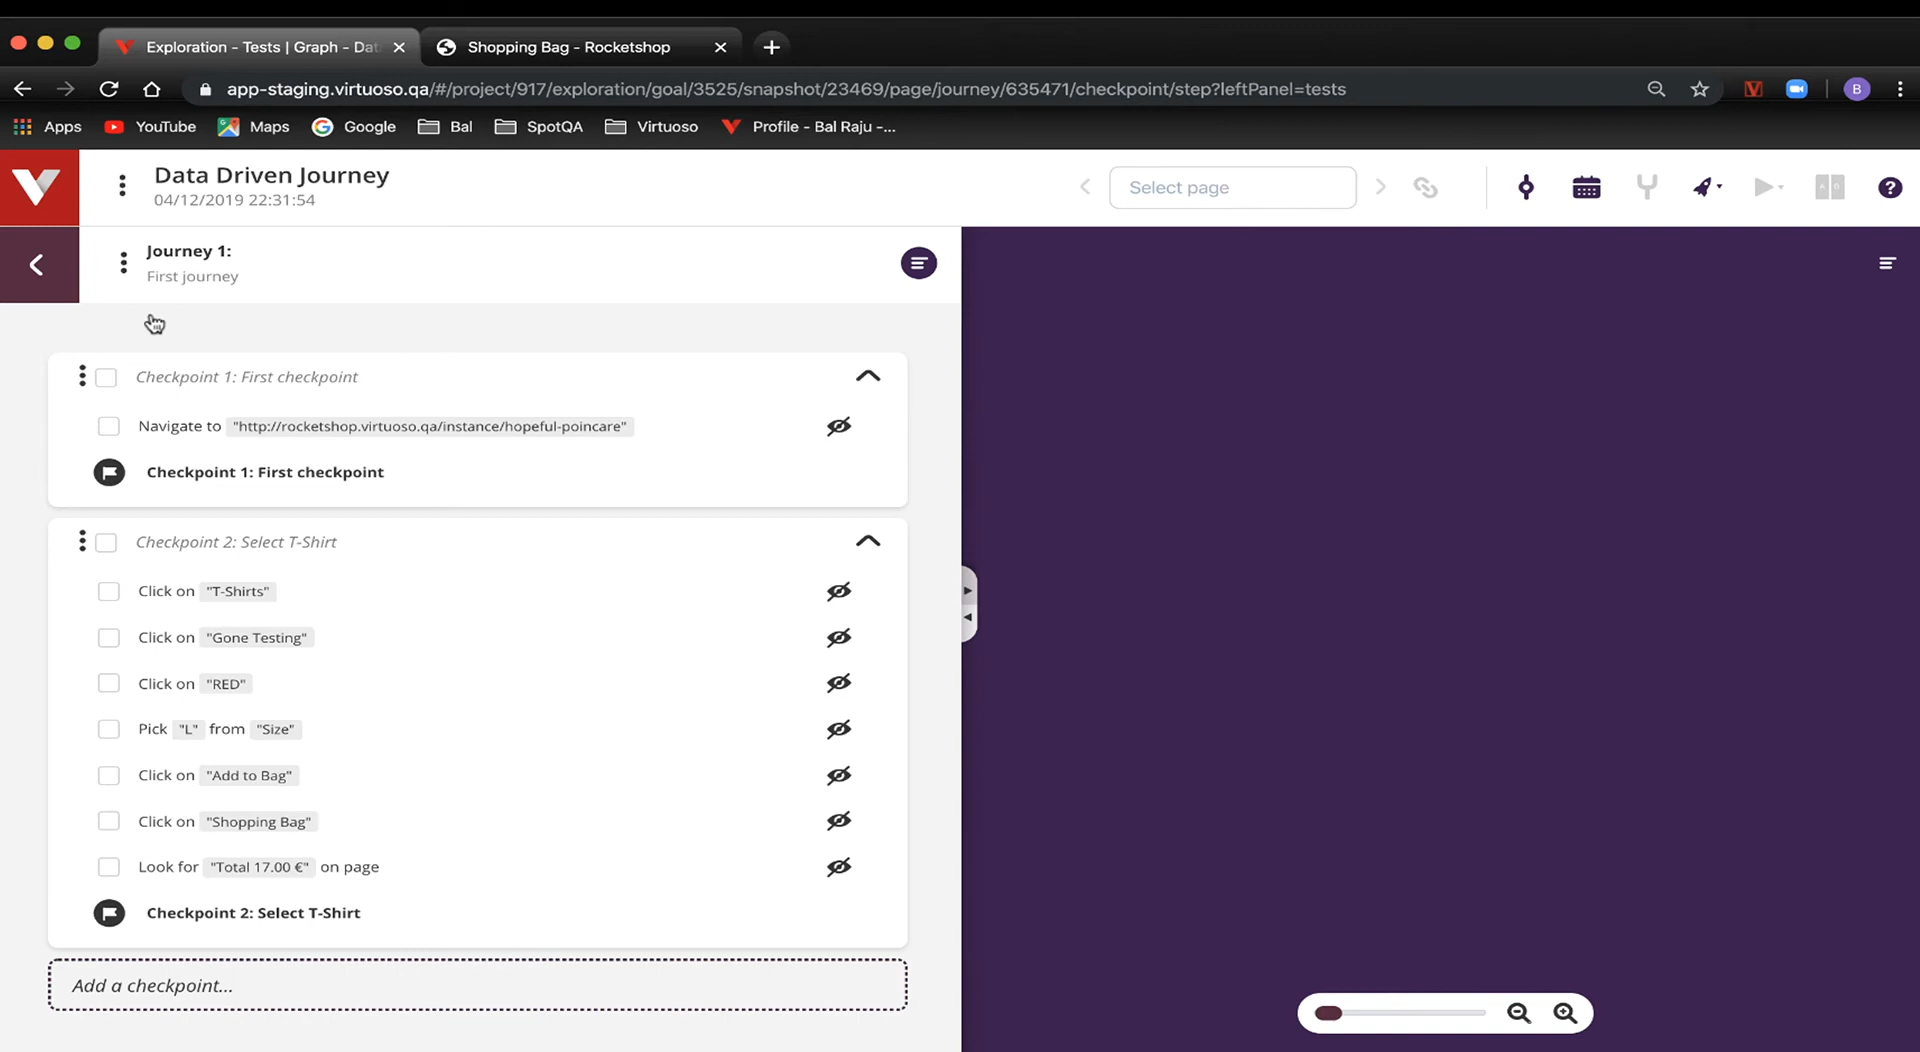 Exploration - Tests | Graph - Dat
Shopping Bag - Rocketshop
app-staging.virtuoso.qa/#/project/917/exploration/goal/3525/snapshot/23469/page/journey/635471/checkpoint/step?leftPanel=tests
B
Apps YouTube Maps Google Bal SpotQA Virtuoso Profile - Bal Raju -...
Data Driven Journey
04/12/2019 22:31:54
Select page
Journey 1:
First journey
Checkpoint 1: First checkpoint
Navigate to "http://rocketshop.virtuoso.qa/instance/hopeful-poincare"
Checkpoint 1: First checkpoint
Checkpoint 2: Select T-Shirt
Click on "T-Shirts"
Click on "Gone Testing"
Click on "RED"
Pick "L" from "Size"
Click on "Add to Bag"
Click on "Shopping Bag"
Look for "Total 17.00 €" on page
Checkpoint 2: Select T-Shirt
Add a checkpoint...